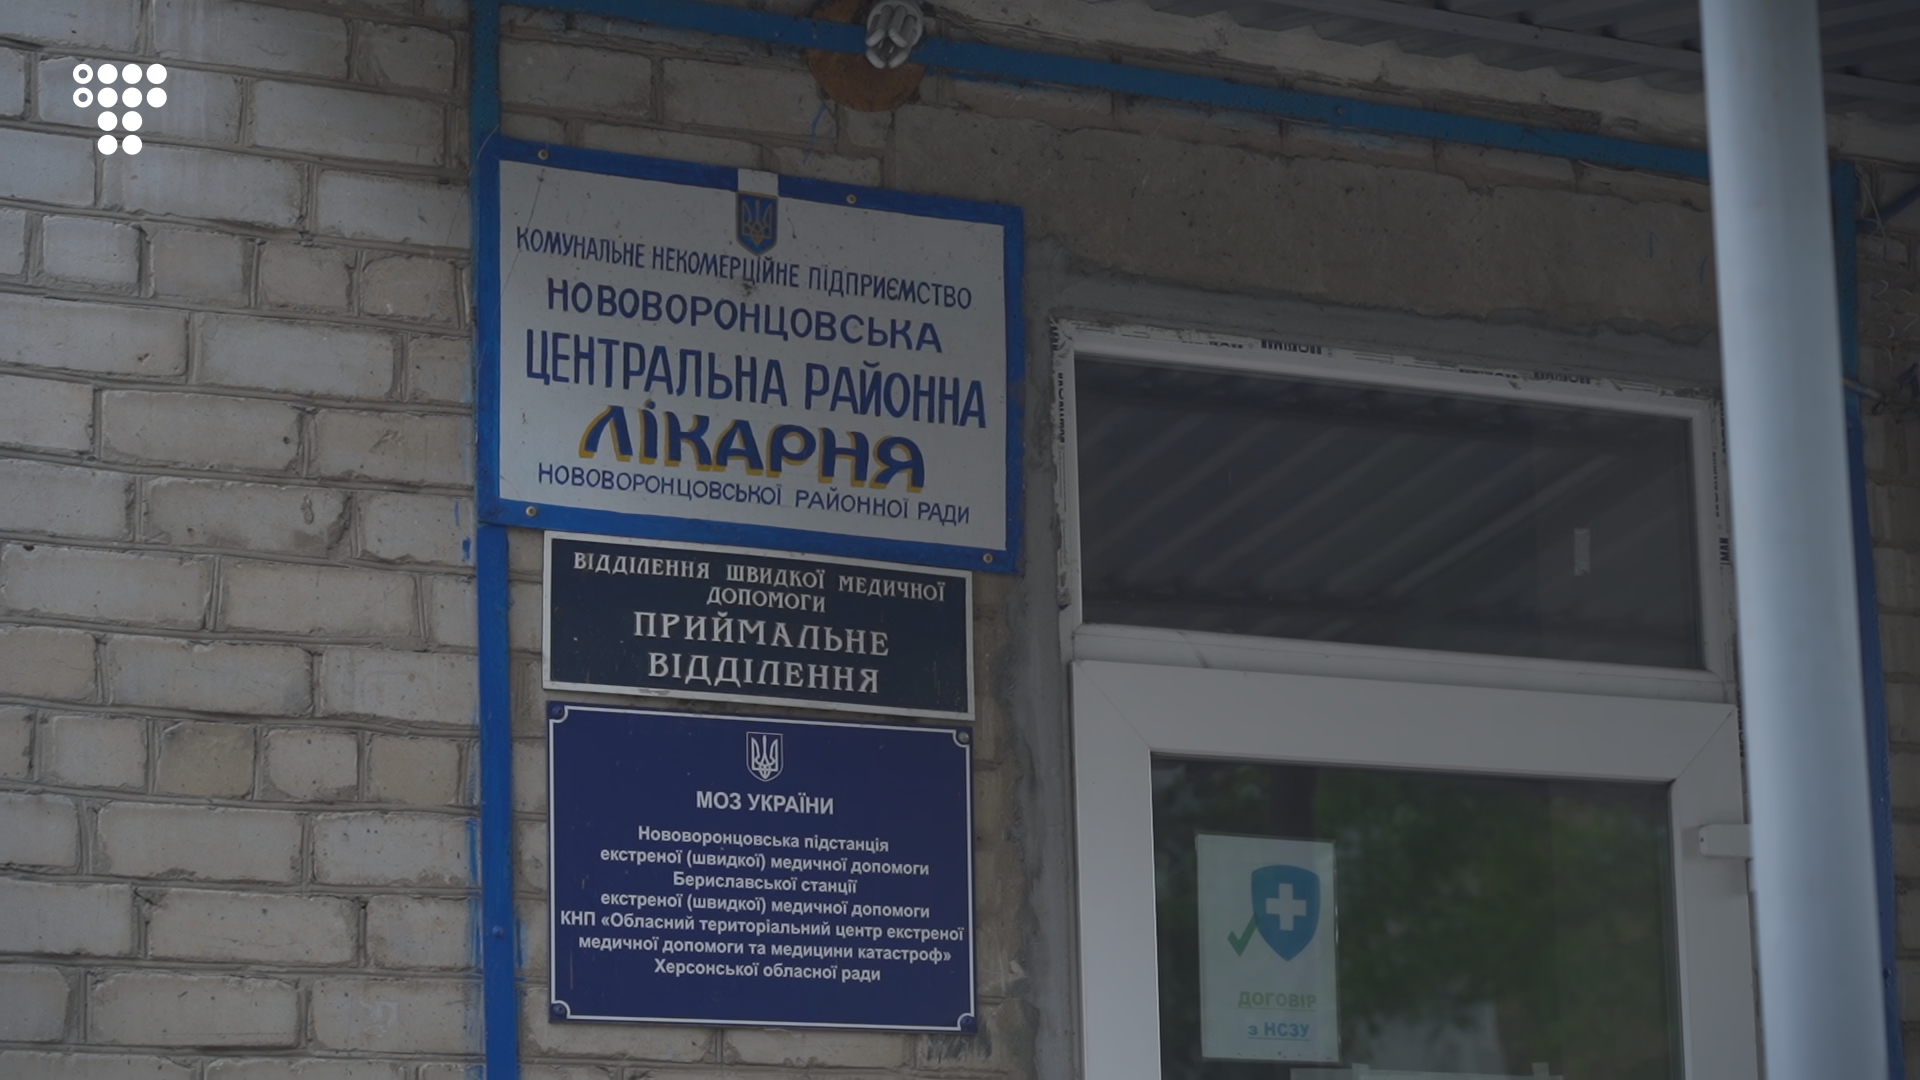 КОМУНАЛЬНЕ НЕКОМЕРЦІЙНЕ ПІДПРИЄМСТВО
НОВОВОРОНЦОВСЬКА
ЦЕНТРАЛЬНА РАЙОННА
ЛІКАРНЯ
НОВОВОРОНЦОВСЬКОЇ РАЙОННОЇ РАДИ
ВІДДІЛЕННЯ ШВИДКОЇ МЕДИЧНОЇ
ДОПОМОГИ
ПРИЙМАЛЬНЕ
ВІДДІЛЕННЯ
МОЗ УКРАЇНИ
Нововоронцовська підстанція
екстреної (швидкої) медичної допомоги
Бериславської станції
екстреної (швидкої) медичної допомоги
КНП «Обласний територіальний центр екстреної
медичної допомоги та медицини катастроф»
Херсонської обласної ради
ДОГОВІР
з НСЗУ